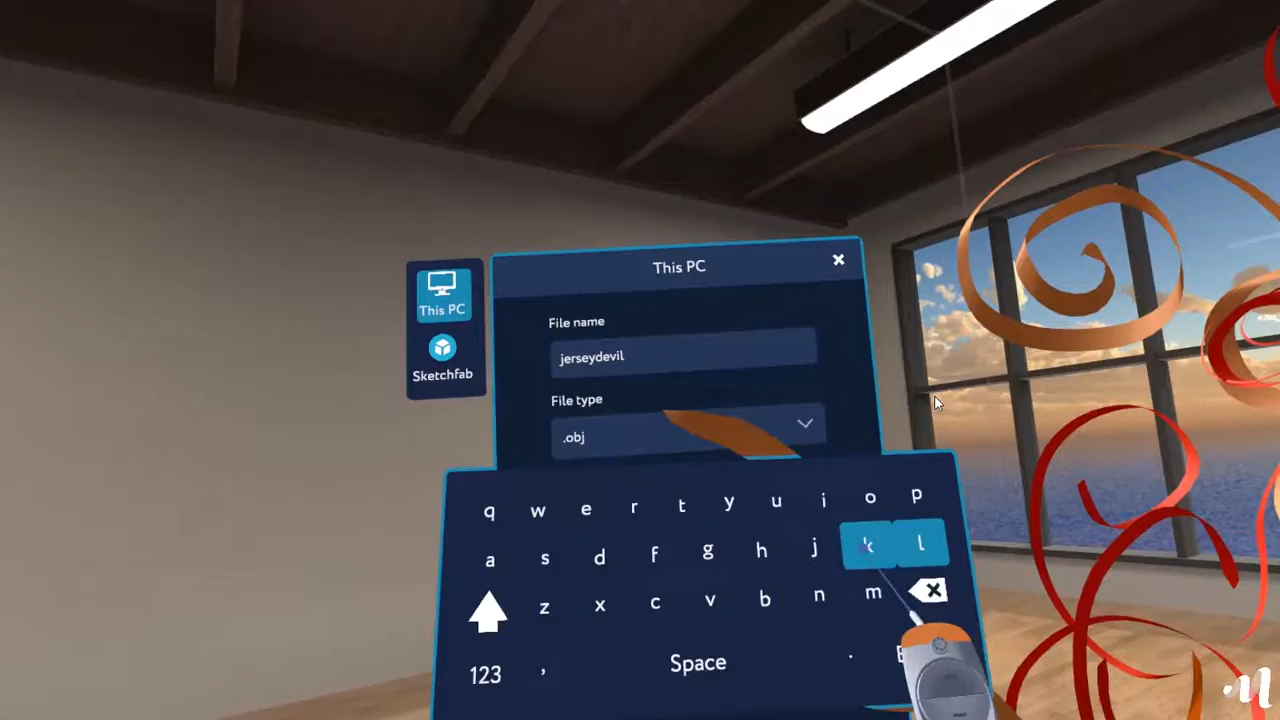 This PC
This PC
File name
jerseydevil
Sketchfab
File type
.obj
q w e r t y u i o p
a s d f g h j k l
z x c v b n m
123 , Space .